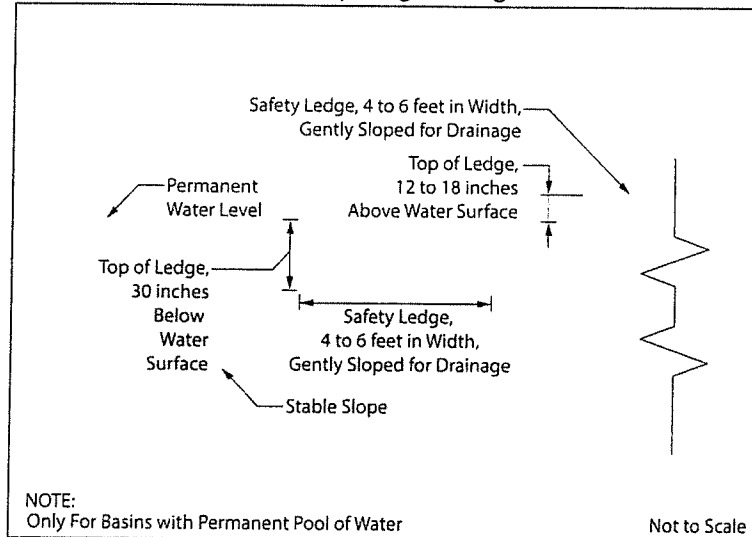 Safety Ledge, 4 to 6 feet in Width,
Gently Sloped for Drainage
Top of Ledge,
12 to 18 inches
Above Water Surface
Permanent
Water Level
Top of Ledge,
30 inches
Below
Water
Surface
Safety Ledge,
4 to 6 feet in Width,
Gently Sloped for Drainage
Stable Slope
NOTE:
Only For Basins with Permanent Pool of Water
Not to Scale